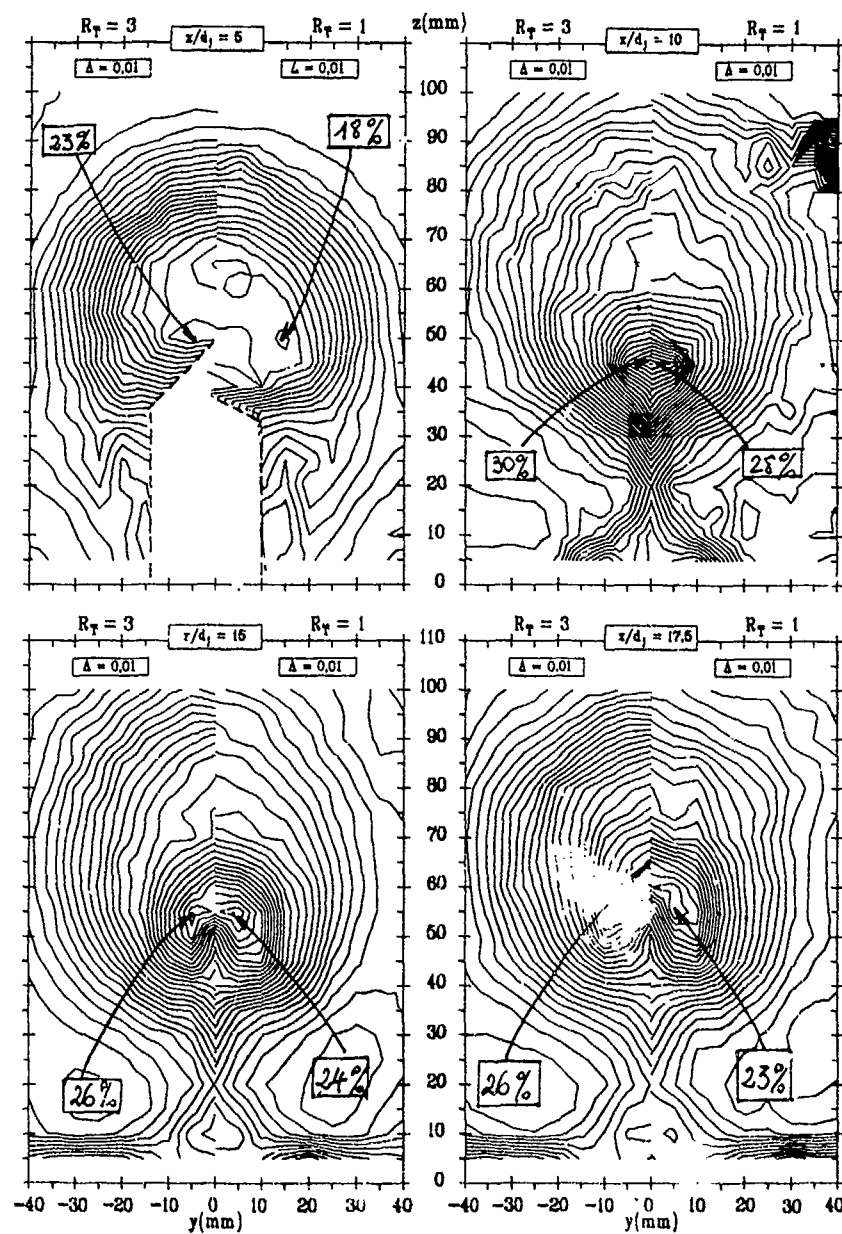 R_T = 3
z(mm)
R_T = 1
R_T = 3
R_T = 1
x/d_j = 5
x/d_j = 10
Δ = 0,01
L = 0,01
Δ = 0,01
Δ = 0,01
100
90
80
70
60
50
40
30
20
10
0
23%
18%
30%
28%
R_T = 3
R_T = 1
R_T = 3
R_T = 1
r/d_j = 15
x/d_j = 17.5
Δ = 0,01
Δ = 0,01
Δ = 0,01
Δ = 0,01
110
100
90
80
70
60
50
40
30
20
10
0
26%
24%
26%
23%
-40 -30 -20 -10 0 10 20 30 40
-40 -30 -20 -10 0 10 20 30 40
y(mm)
y(mm)